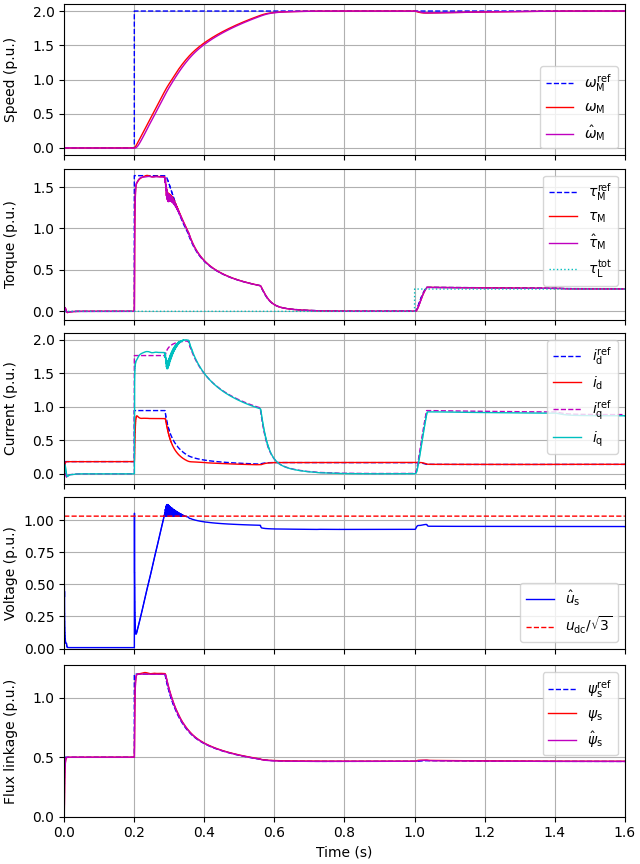 Speed (p.u.)
2.0
1.5
1.0
0.5
0.0
ω_M^ref
ω_M
ω̂_M
Torque (p.u.)
1.5
1.0
0.5
0.0
τ_M^ref
τ_M
τ̂_M
τ_L^tot
Current (p.u.)
2.0
1.5
1.0
0.5
0.0
i_d^ref
i_d
i_q^ref
i_q
Voltage (p.u.)
1.00
0.75
0.50
0.25
0.00
û_s
u_dc/√3
Flux linkage (p.u.)
1.0
0.5
0.0
ψ_s^ref
ψ_s
ψ̂_s
0.0 0.2 0.4 0.6 0.8 1.0 1.2 1.4 1.6
Time (s)